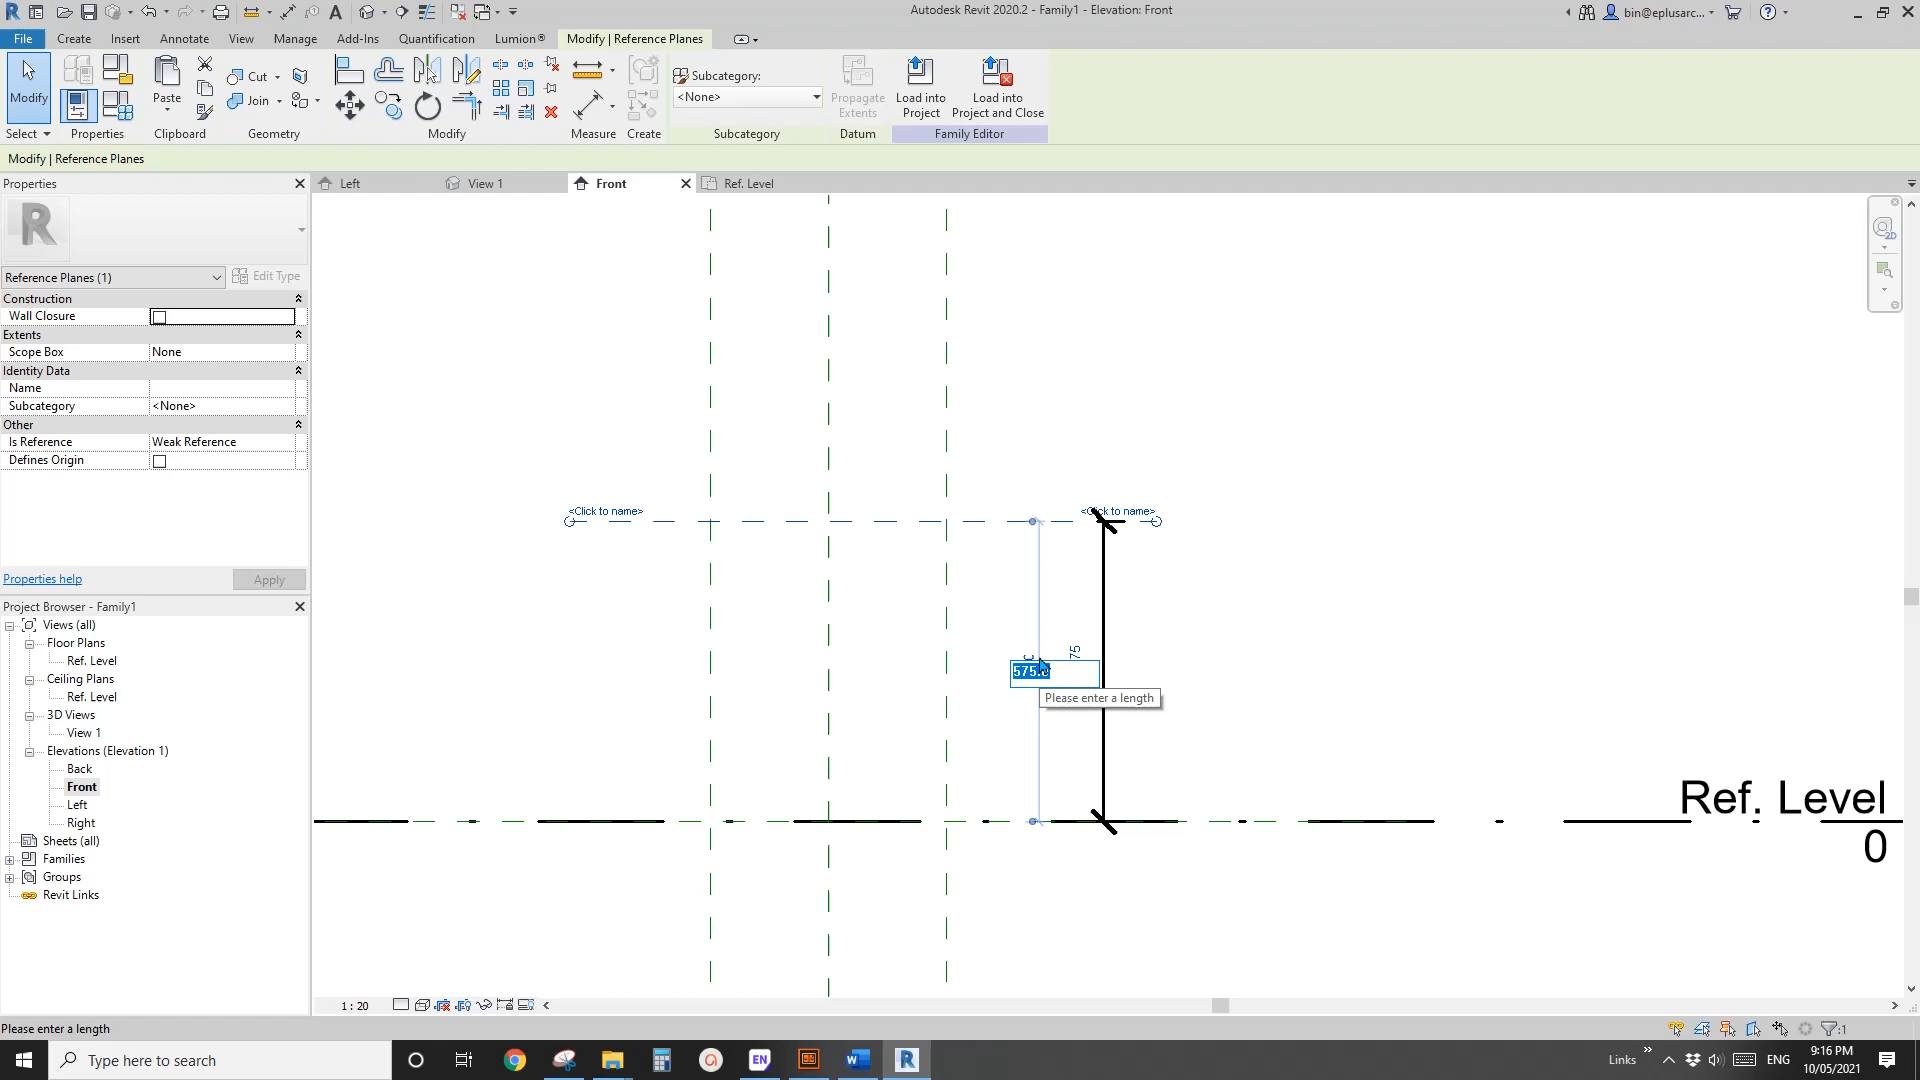 Autodesk Revit 2020.2 - Family1 - Elevation: Front
bin@eplusarc...
File Create Insert Annotate View Manage Add-Ins Quantification Lumion® Modify | Reference Planes
Modify
Paste
Cut
Join
Subcategory:
<None>
Propagate Extents
Load into Project
Load into Project and Close
Select Properties Clipboard Geometry Modify Measure Create Subcategory Datum Family Editor
Modify | Reference Planes
Properties
Left View 1 Front Ref. Level
Reference Planes (1) Edit Type
Construction
Wall Closure
Extents
Scope Box None
Identity Data
Name
Subcategory <None>
Other
Is Reference Weak Reference
Defines Origin
Properties help Apply
Project Browser - Family1
Views (all)
Floor Plans
Ref. Level
Ceiling Plans
Ref. Level
3D Views
View 1
Elevations (Elevation 1)
Back
Front
Left
Right
Sheets (all)
Families
Groups
Revit Links
<Click to name> <Click to name>
75
Please enter a length
Ref. Level
0
1 : 20
Please enter a length
:1
Type here to search
EN
Links
ENG
9:16 PM
10/05/2021